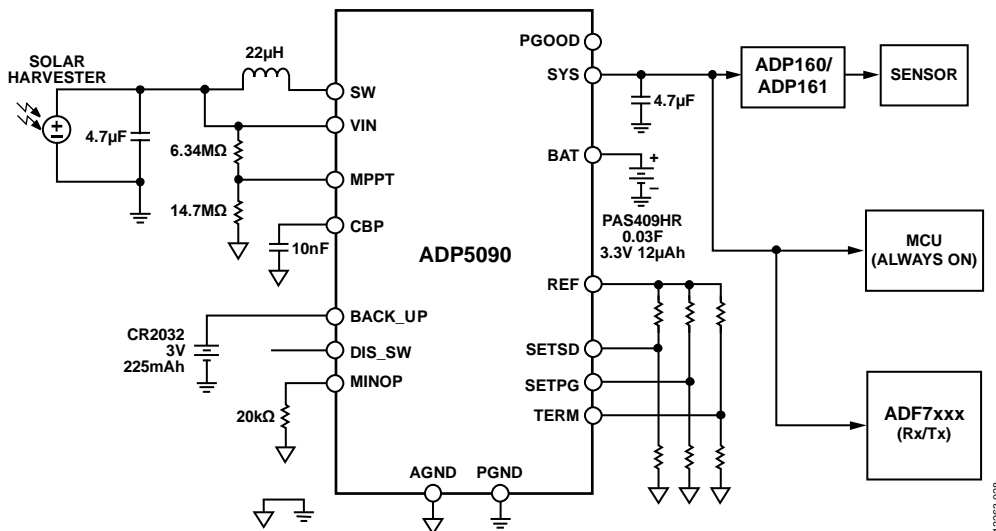 SOLAR
HARVESTER
22µH
4.7µF
6.34MΩ
14.7MΩ
10nF
CR2032
3V
225mAh
20kΩ
SW
VIN
MPPT
CBP
BACK_UP
DIS_SW
MINOP
ADP5090
AGND
PGND
PGOOD
SYS
BAT
REF
SETSD
SETPG
TERM
4.7µF
+
–
PAS409HR
0.03F
3.3V 12µAh
ADP160/
ADP161
SENSOR
MCU
(ALWAYS ON)
ADF7xxx
(Rx/Tx)